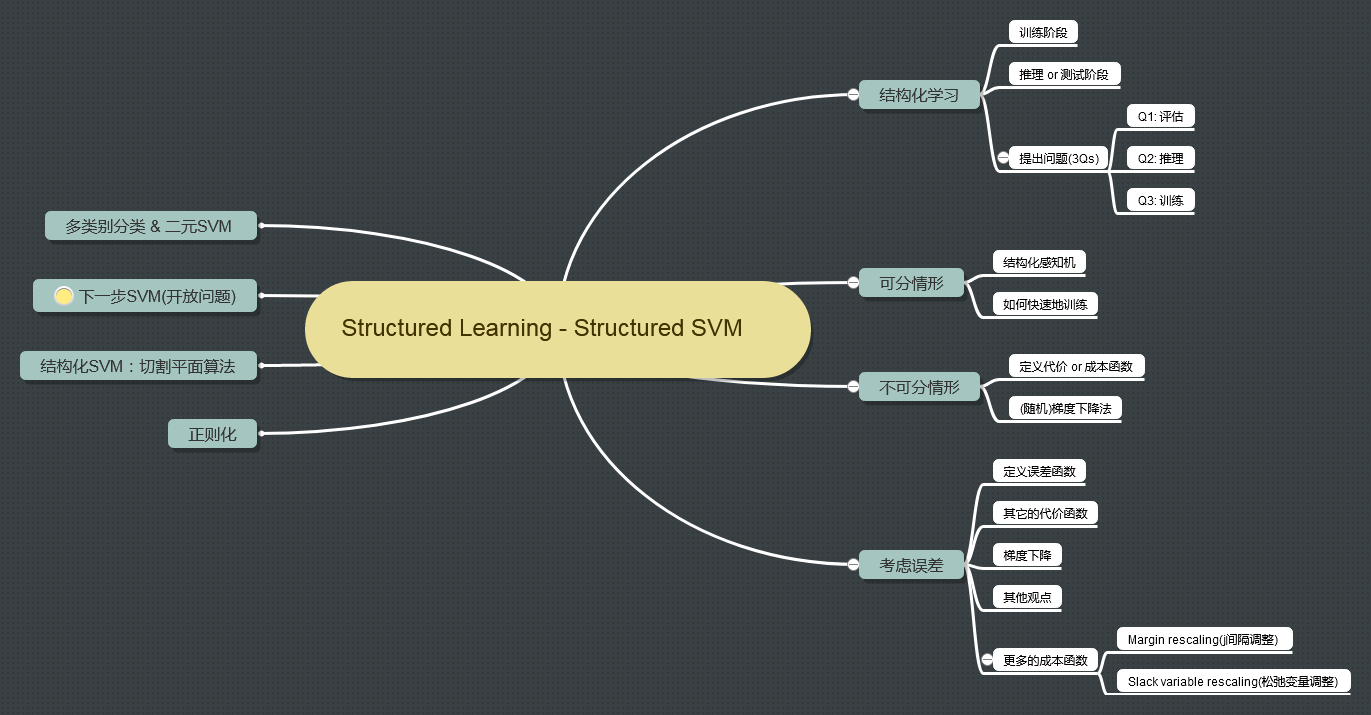 Structured Learning - Structured SVM
结构化学习
训练阶段
推理 or 测试阶段
提出问题(3Qs)
Q1: 评估
Q2: 推理
Q3: 训练
可分情形
结构化感知机
如何快速地训练
不可分情形
定义代价 or 成本函数
(随机)梯度下降法
考虑误差
定义误差函数
其它的代价函数
梯度下降
其他观点
更多的成本函数
Margin rescaling(j间隔调整)
Slack variable rescaling(松弛变量调整)
多类别分类 & 二元SVM
下一步SVM(开放问题)
结构化SVM：切割平面算法
正则化